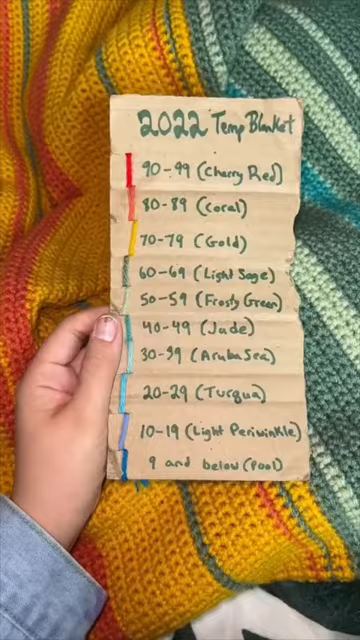 2022 Temp Blanket
90-99 (Cherry Red)
80-89 (Coral)
70-79 (Gold)
60-69 (Light Sage)
50-59 (Frosty Green)
40-49 (Jade)
30-39 (Aruba Sea)
20-29 (Turqua)
10-19 (Light Periwinkle)
9 and below (Pool)